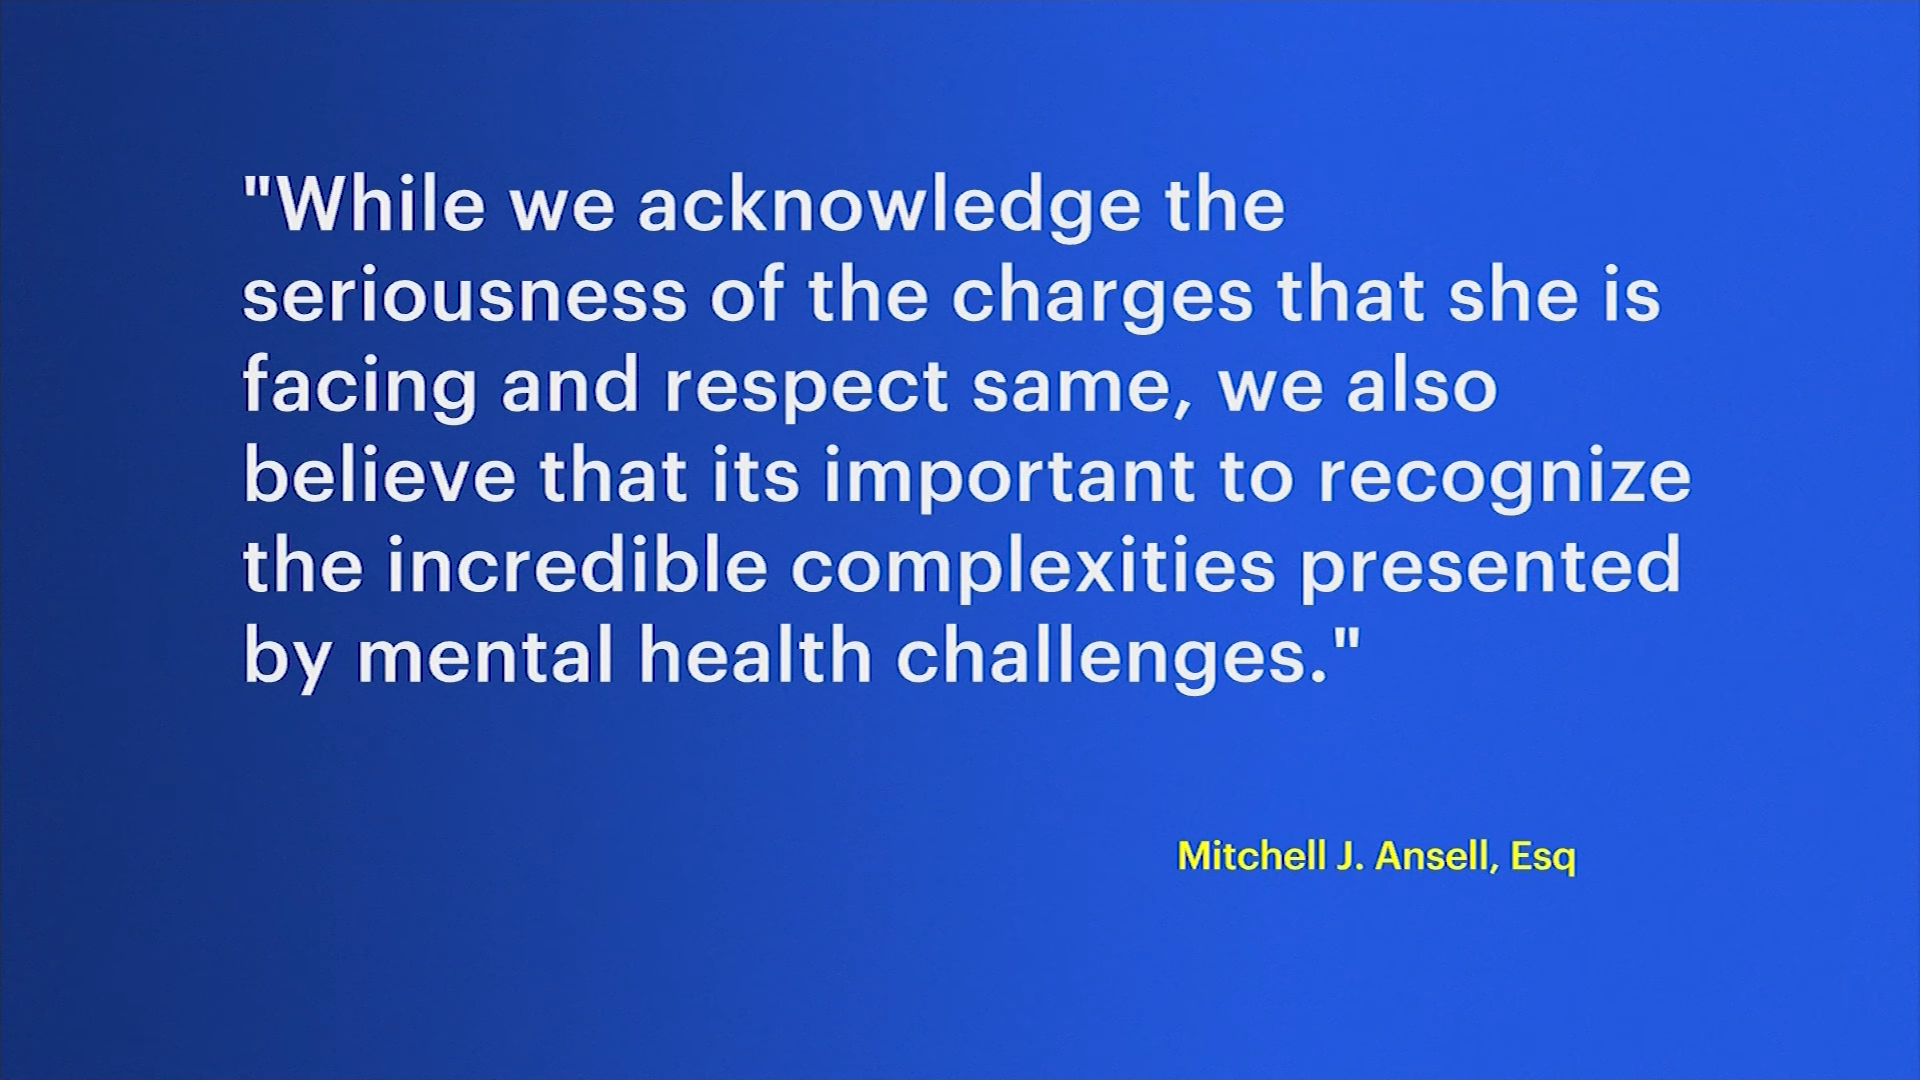 "While we acknowledge the
seriousness of the charges that she is
facing and respect same, we also
believe that its important to recognize
the incredible complexities presented
by mental health challenges."
Mitchell J. Ansell, Esq